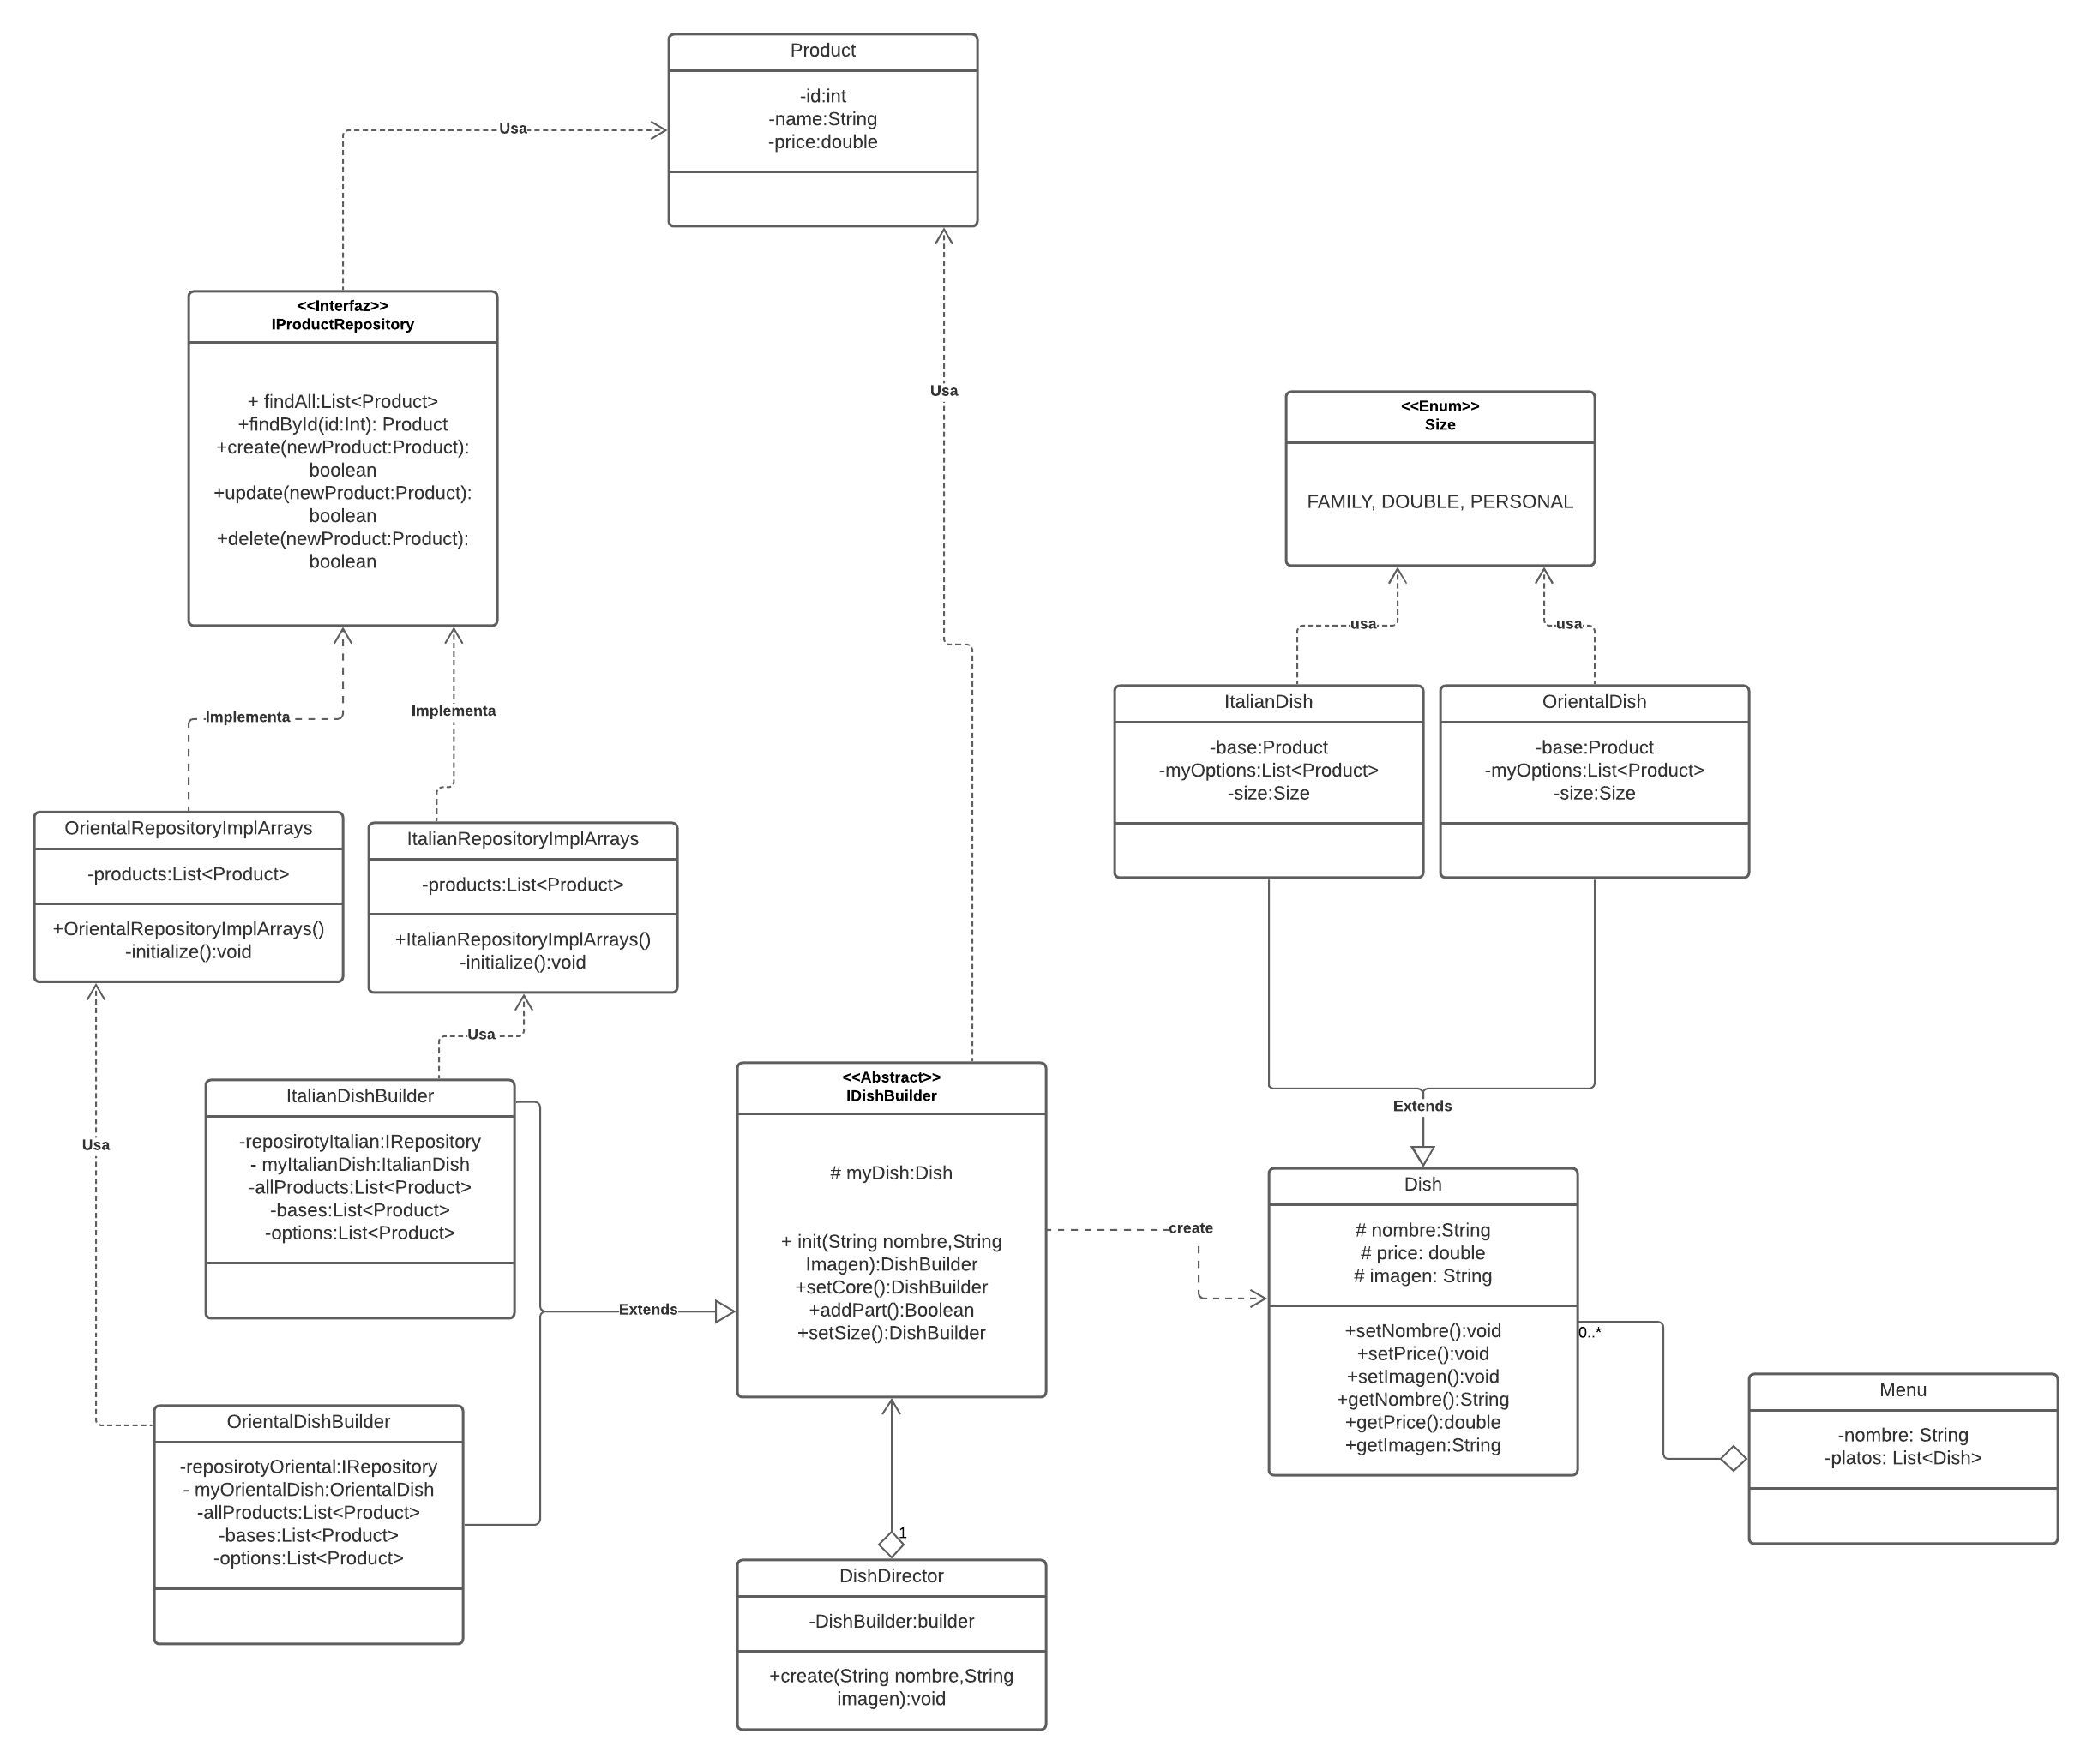 Product
-id:int
-name:String
-price:double
Usa
<<Interfaz>>
IProductRepository
+ findAll:List<Product>
+findById(id:Int): Product
+create(newProduct:Product):
boolean
+update(newProduct:Product):
boolean
+delete(newProduct:Product):
boolean
Usa
<<Enum>>
Size
FAMILY, DOUBLE, PERSONAL
usa
usa
Implementa
Implementa
ItalianDish
-base:Product
-myOptions:List<Product>
-size:Size
OrientalDish
-base:Product
-myOptions:List<Product>
-size:Size
OrientalRepositoryImplArrays
-products:List<Product>
+OrientalRepositoryImplArrays()
-initialize():void
ItalianRepositoryImplArrays
-products:List<Product>
+ItalianRepositoryImplArrays()
-initialize():void
Usa
Usa
ItalianDishBuilder
-reposirotyItalian:IRepository
- myItalianDish:ItalianDish
-allProducts:List<Product>
-bases:List<Product>
-options:List<Product>
Extends
<<Abstract>>
IDishBuilder
# myDish:Dish
+ init(String nombre,String
Imagen):DishBuilder
+setCore():DishBuilder
+addPart():Boolean
+setSize():DishBuilder
create
Extends
Dish
# nombre:String
# price: double
# imagen: String
+setNombre():void
+setPrice():void
+setImagen():void
+getNombre():String
+getPrice():double
+getImagen:String
0..*
Menu
-nombre: String
-platos: List<Dish>
OrientalDishBuilder
-reposirotyOriental:IRepository
- myOrientalDish:OrientalDish
-allProducts:List<Product>
-bases:List<Product>
-options:List<Product>
1
DishDirector
-DishBuilder:builder
+create(String nombre,String
imagen):void